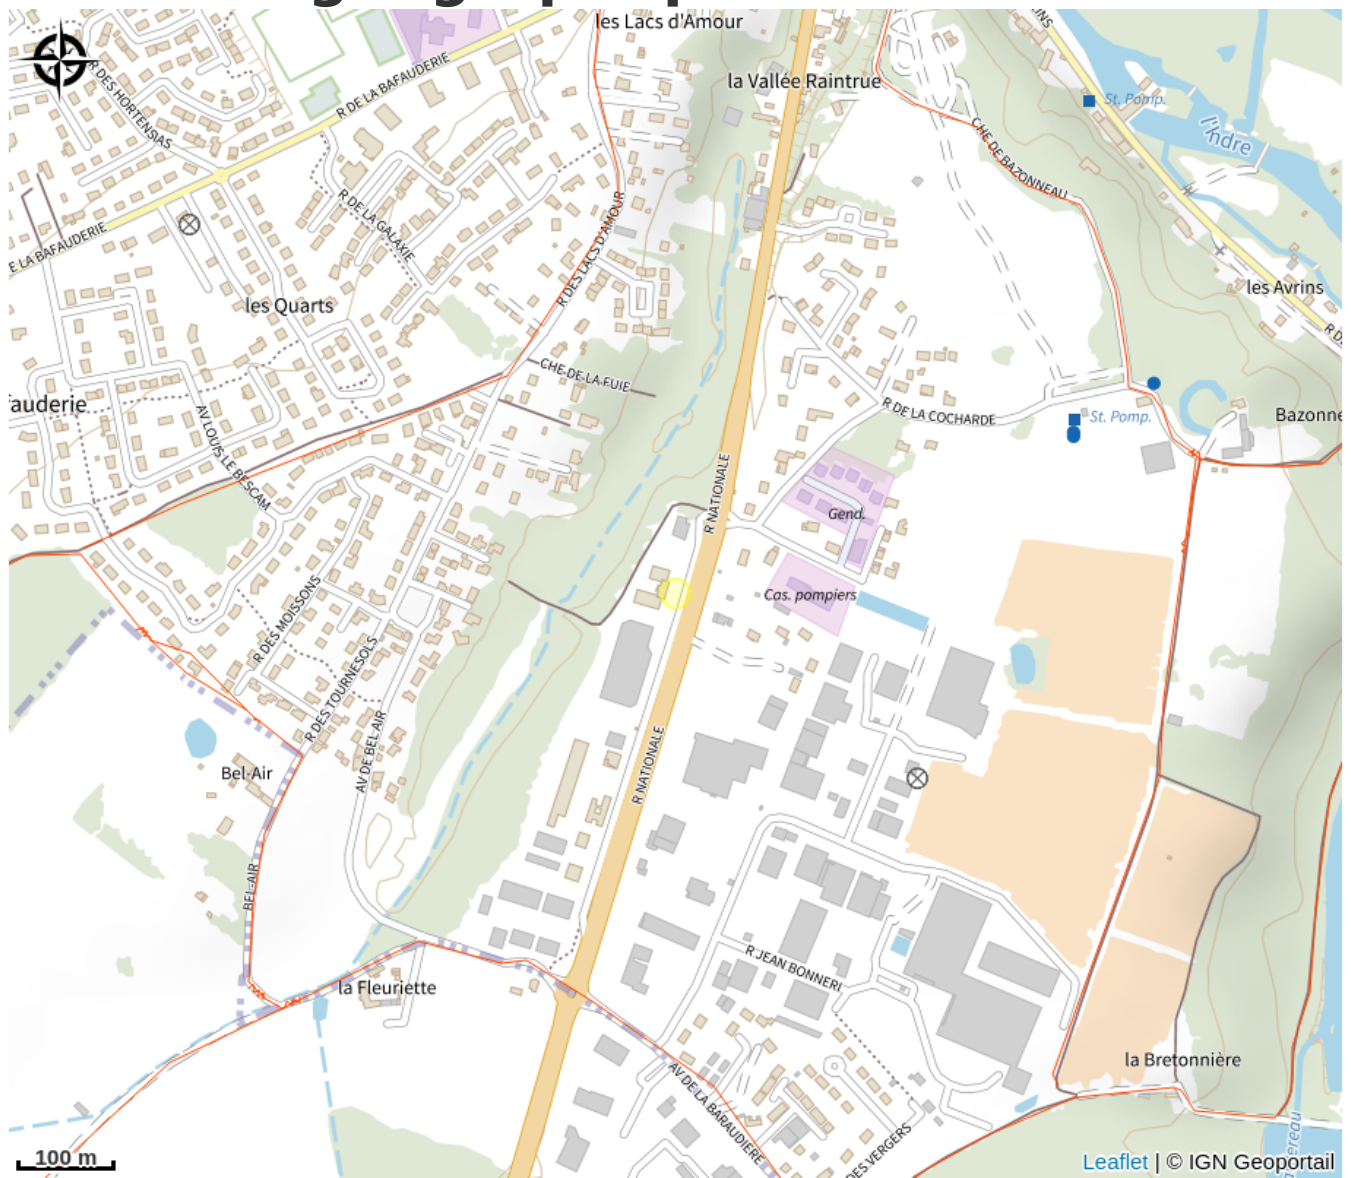 les Lacs d'Amour
la Vallée Raintrue
R DES HORTENSIAS
R DE LA BAFAUDERIE
St. Pomp.
l'Indre
CHE DE BAZONNEAU
R DE LA GALAXIE
E LA BAFAUDERIE
R DES LACS D'AMOUR
les Quarts
les Avrins
CHE DE LA FUIE
fauderie
R DE LA COCHARDE
St. Pomp.
Bazonne
AV LOUIS LE BESCAM
R NATIONALE
Gend.
Cas. pompiers
R DES MOISSONS
R DES TOURNESOLS
AV DE BEL AIR
R NATIONALE
Bel-Air
BEL-AIR
R JEAN BONNERI
la Fleuriette
la Bretonnière
AV DE LA BARAUDIERE
DES VERGERS
100 m
Leaflet | © IGN Geoportail